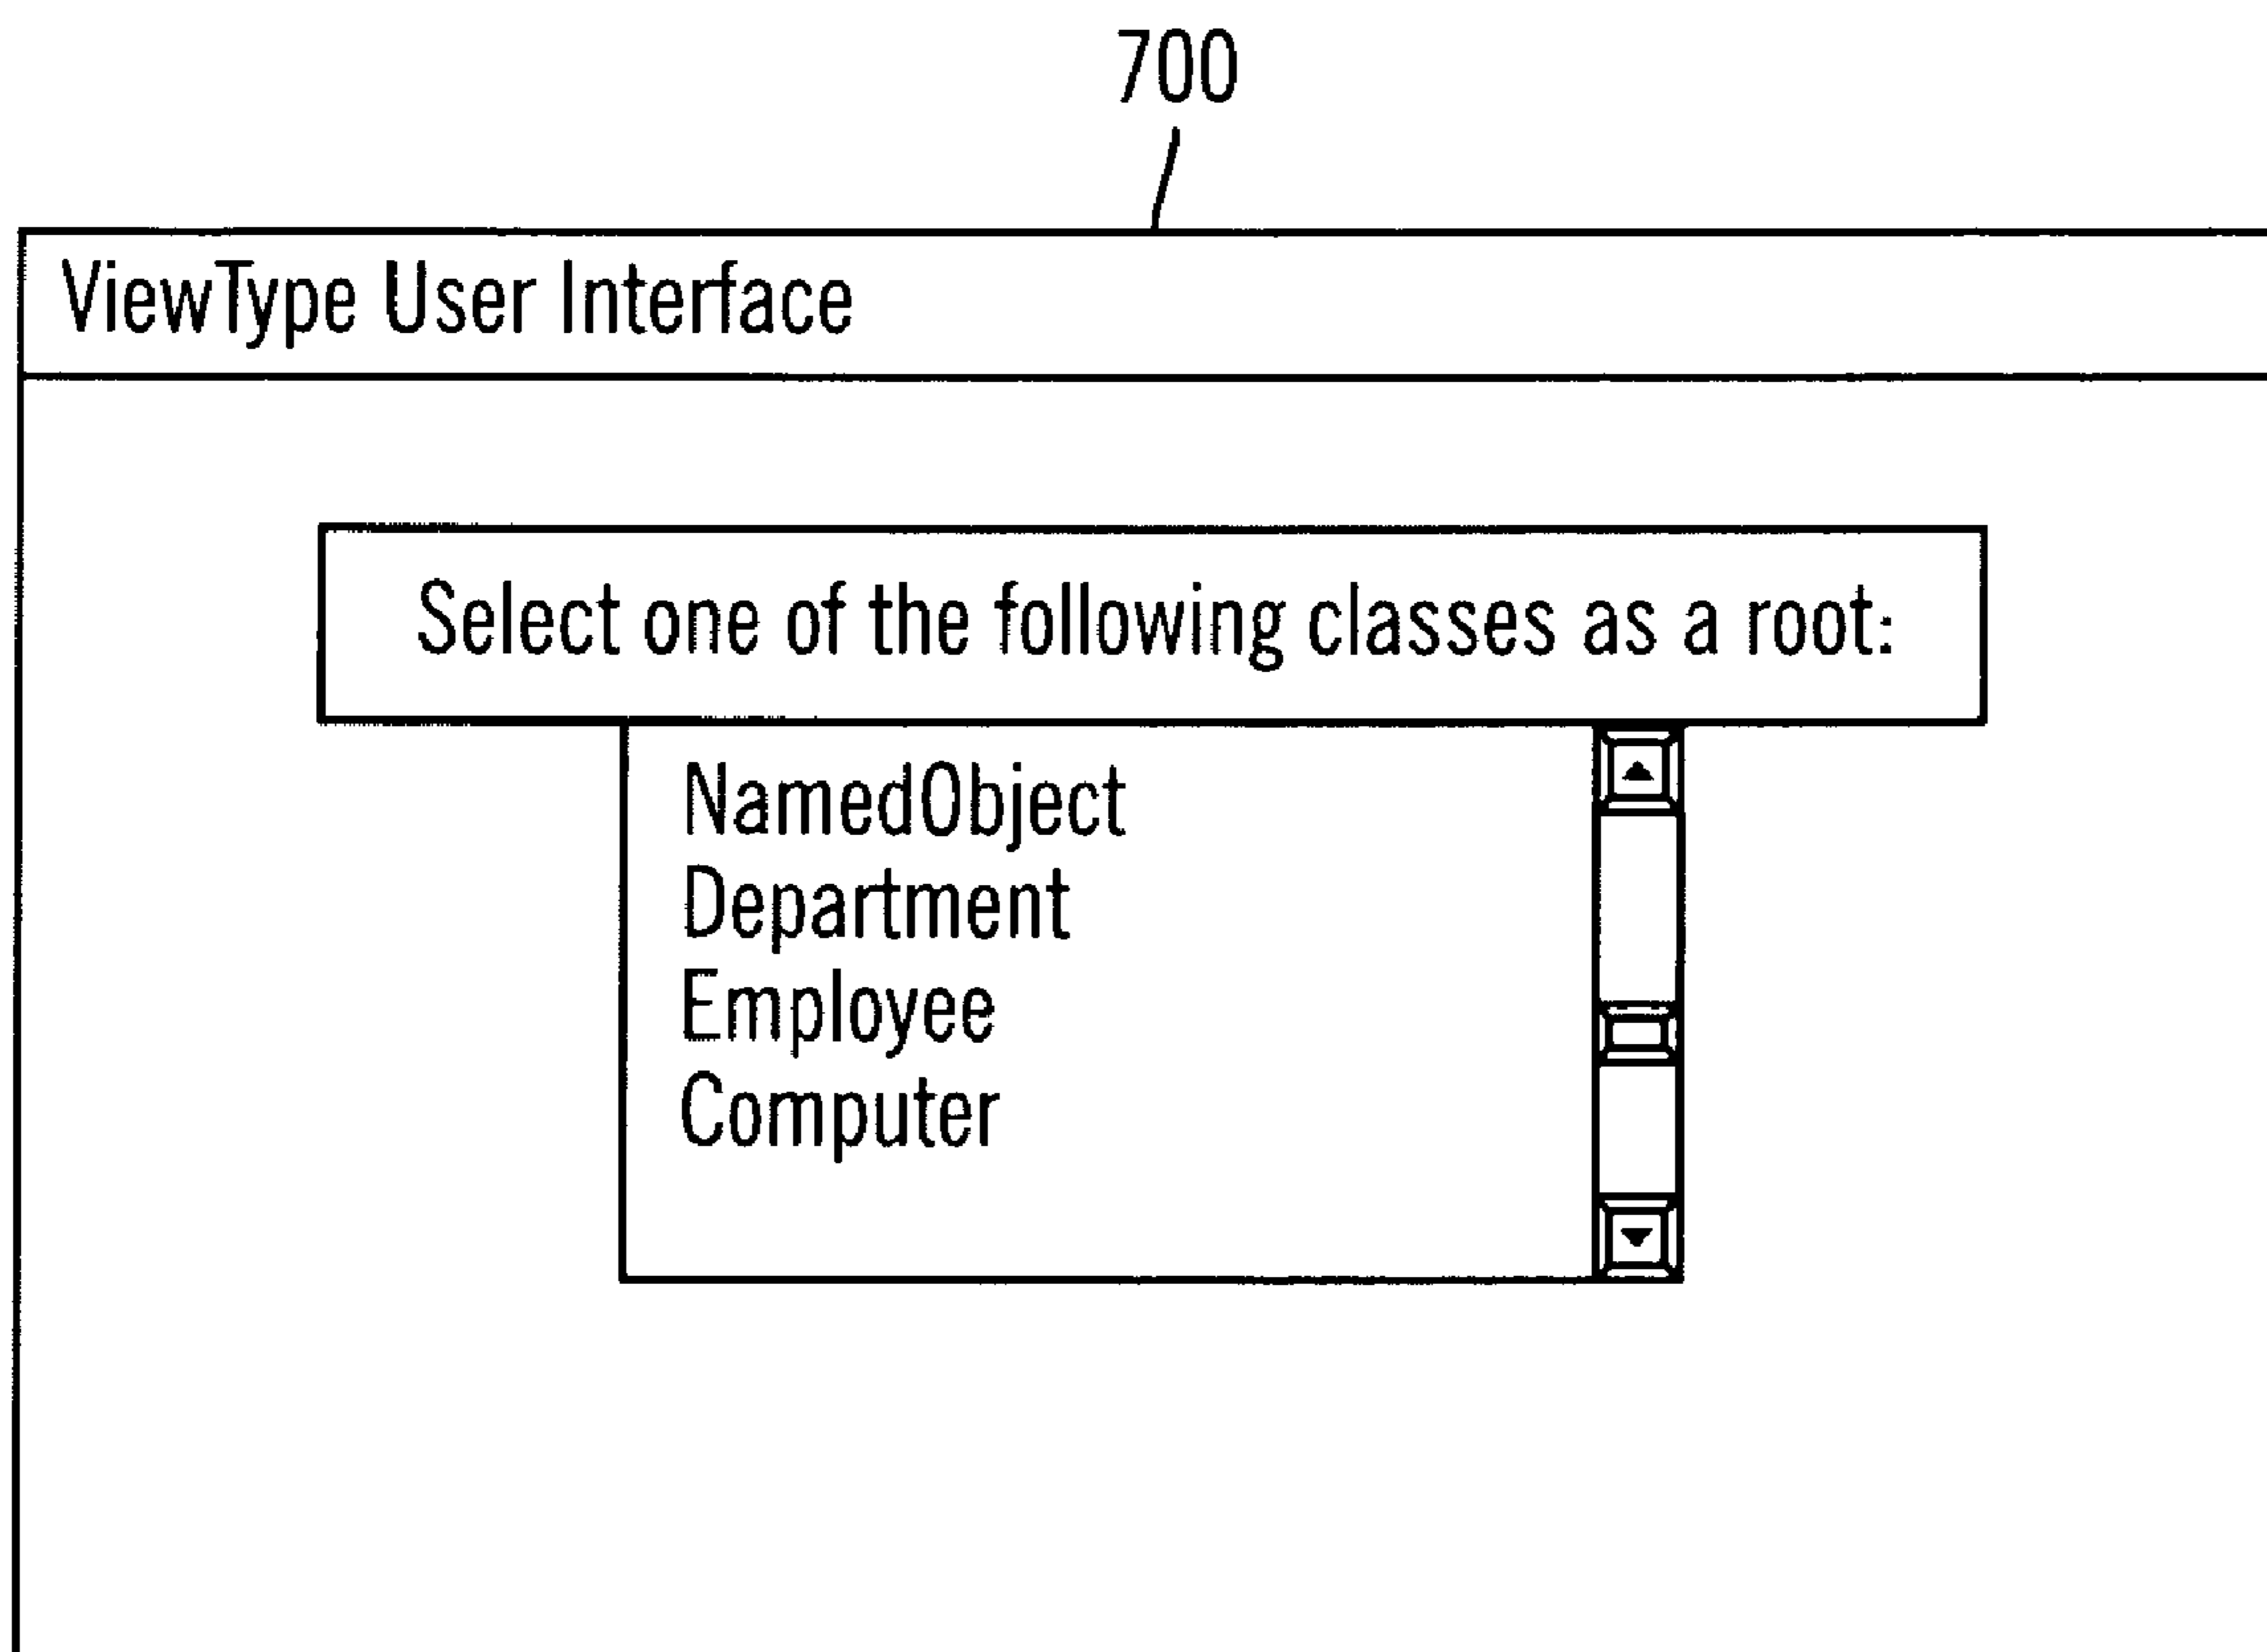 700
ViewType User Interface
Select one of the following classes as a root:
NamedObject
Department
Employee
Computer